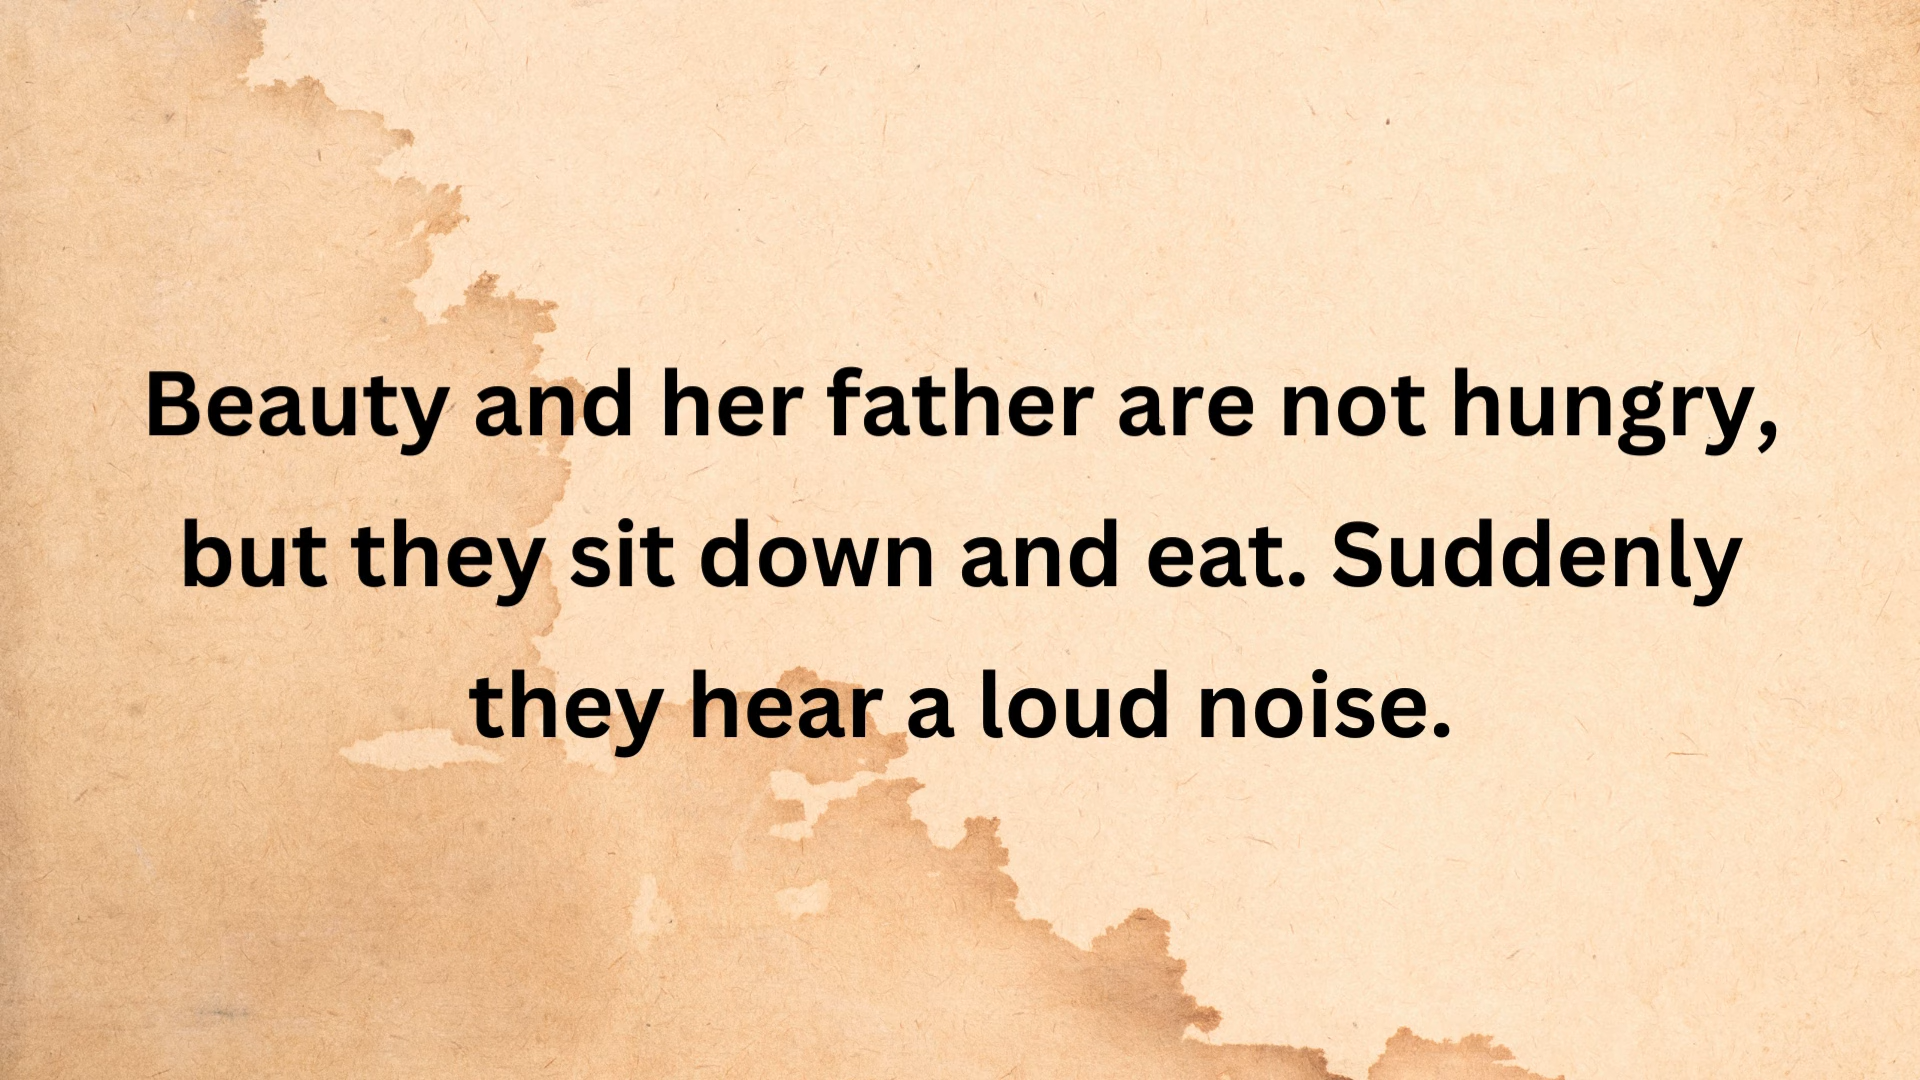 Beauty and her father are not hungry,
but they sit down and eat. Suddenly
they hear a loud noise.